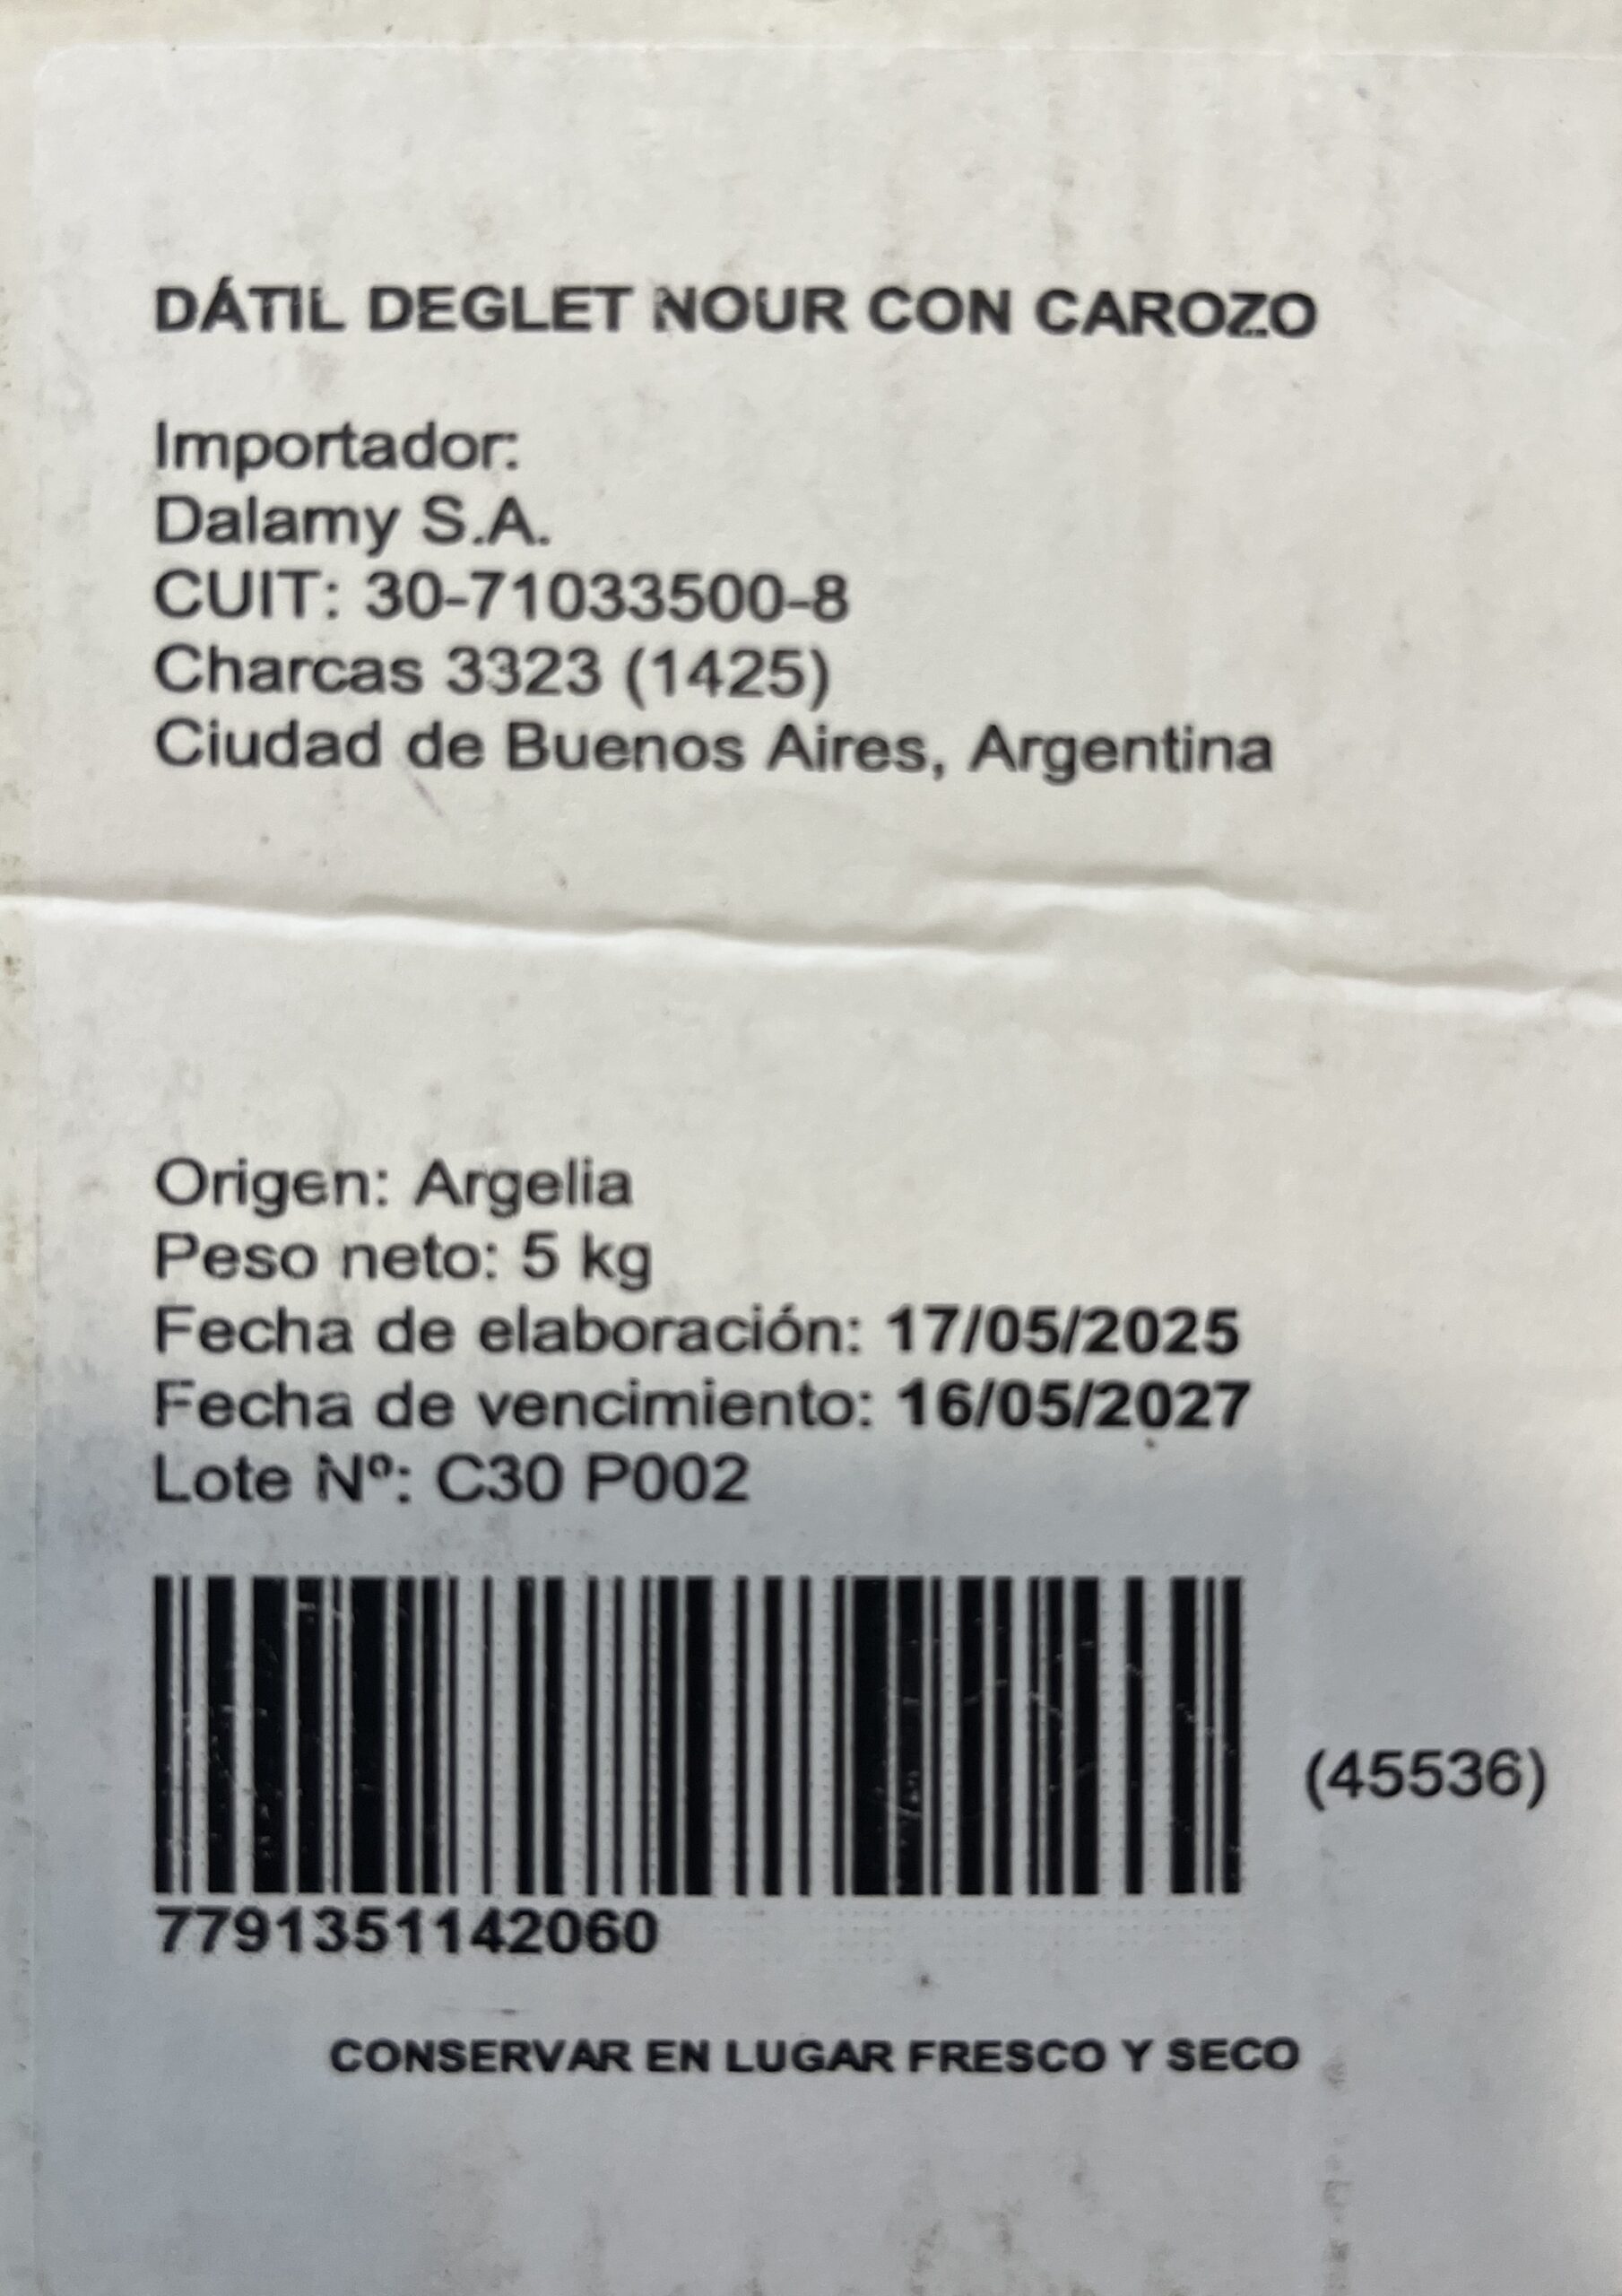 DÁTIL DEGLET NOUR CON CAROZO
Importador:
Dalamy S.A.
CUIT: 30-71033500-8
Charcas 3323 (1425)
Ciudad de Buenos Aires, Argentina
Origen: Argelia
Peso neto: 5 kg
Fecha de elaboración: 17/05/2025
Fecha de vencimiento: 16/05/2027
Lote Nº: C30 P002
(45536)
7791351142060
CONSERVAR EN LUGAR FRESCO Y SECO